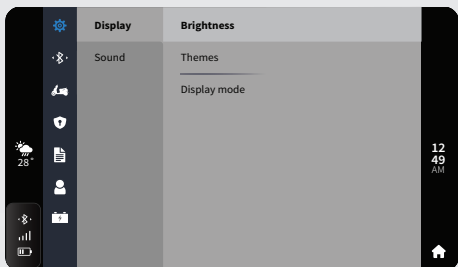 Display
Sound
Brightness
Themes
Display mode
28°
12
49
AM